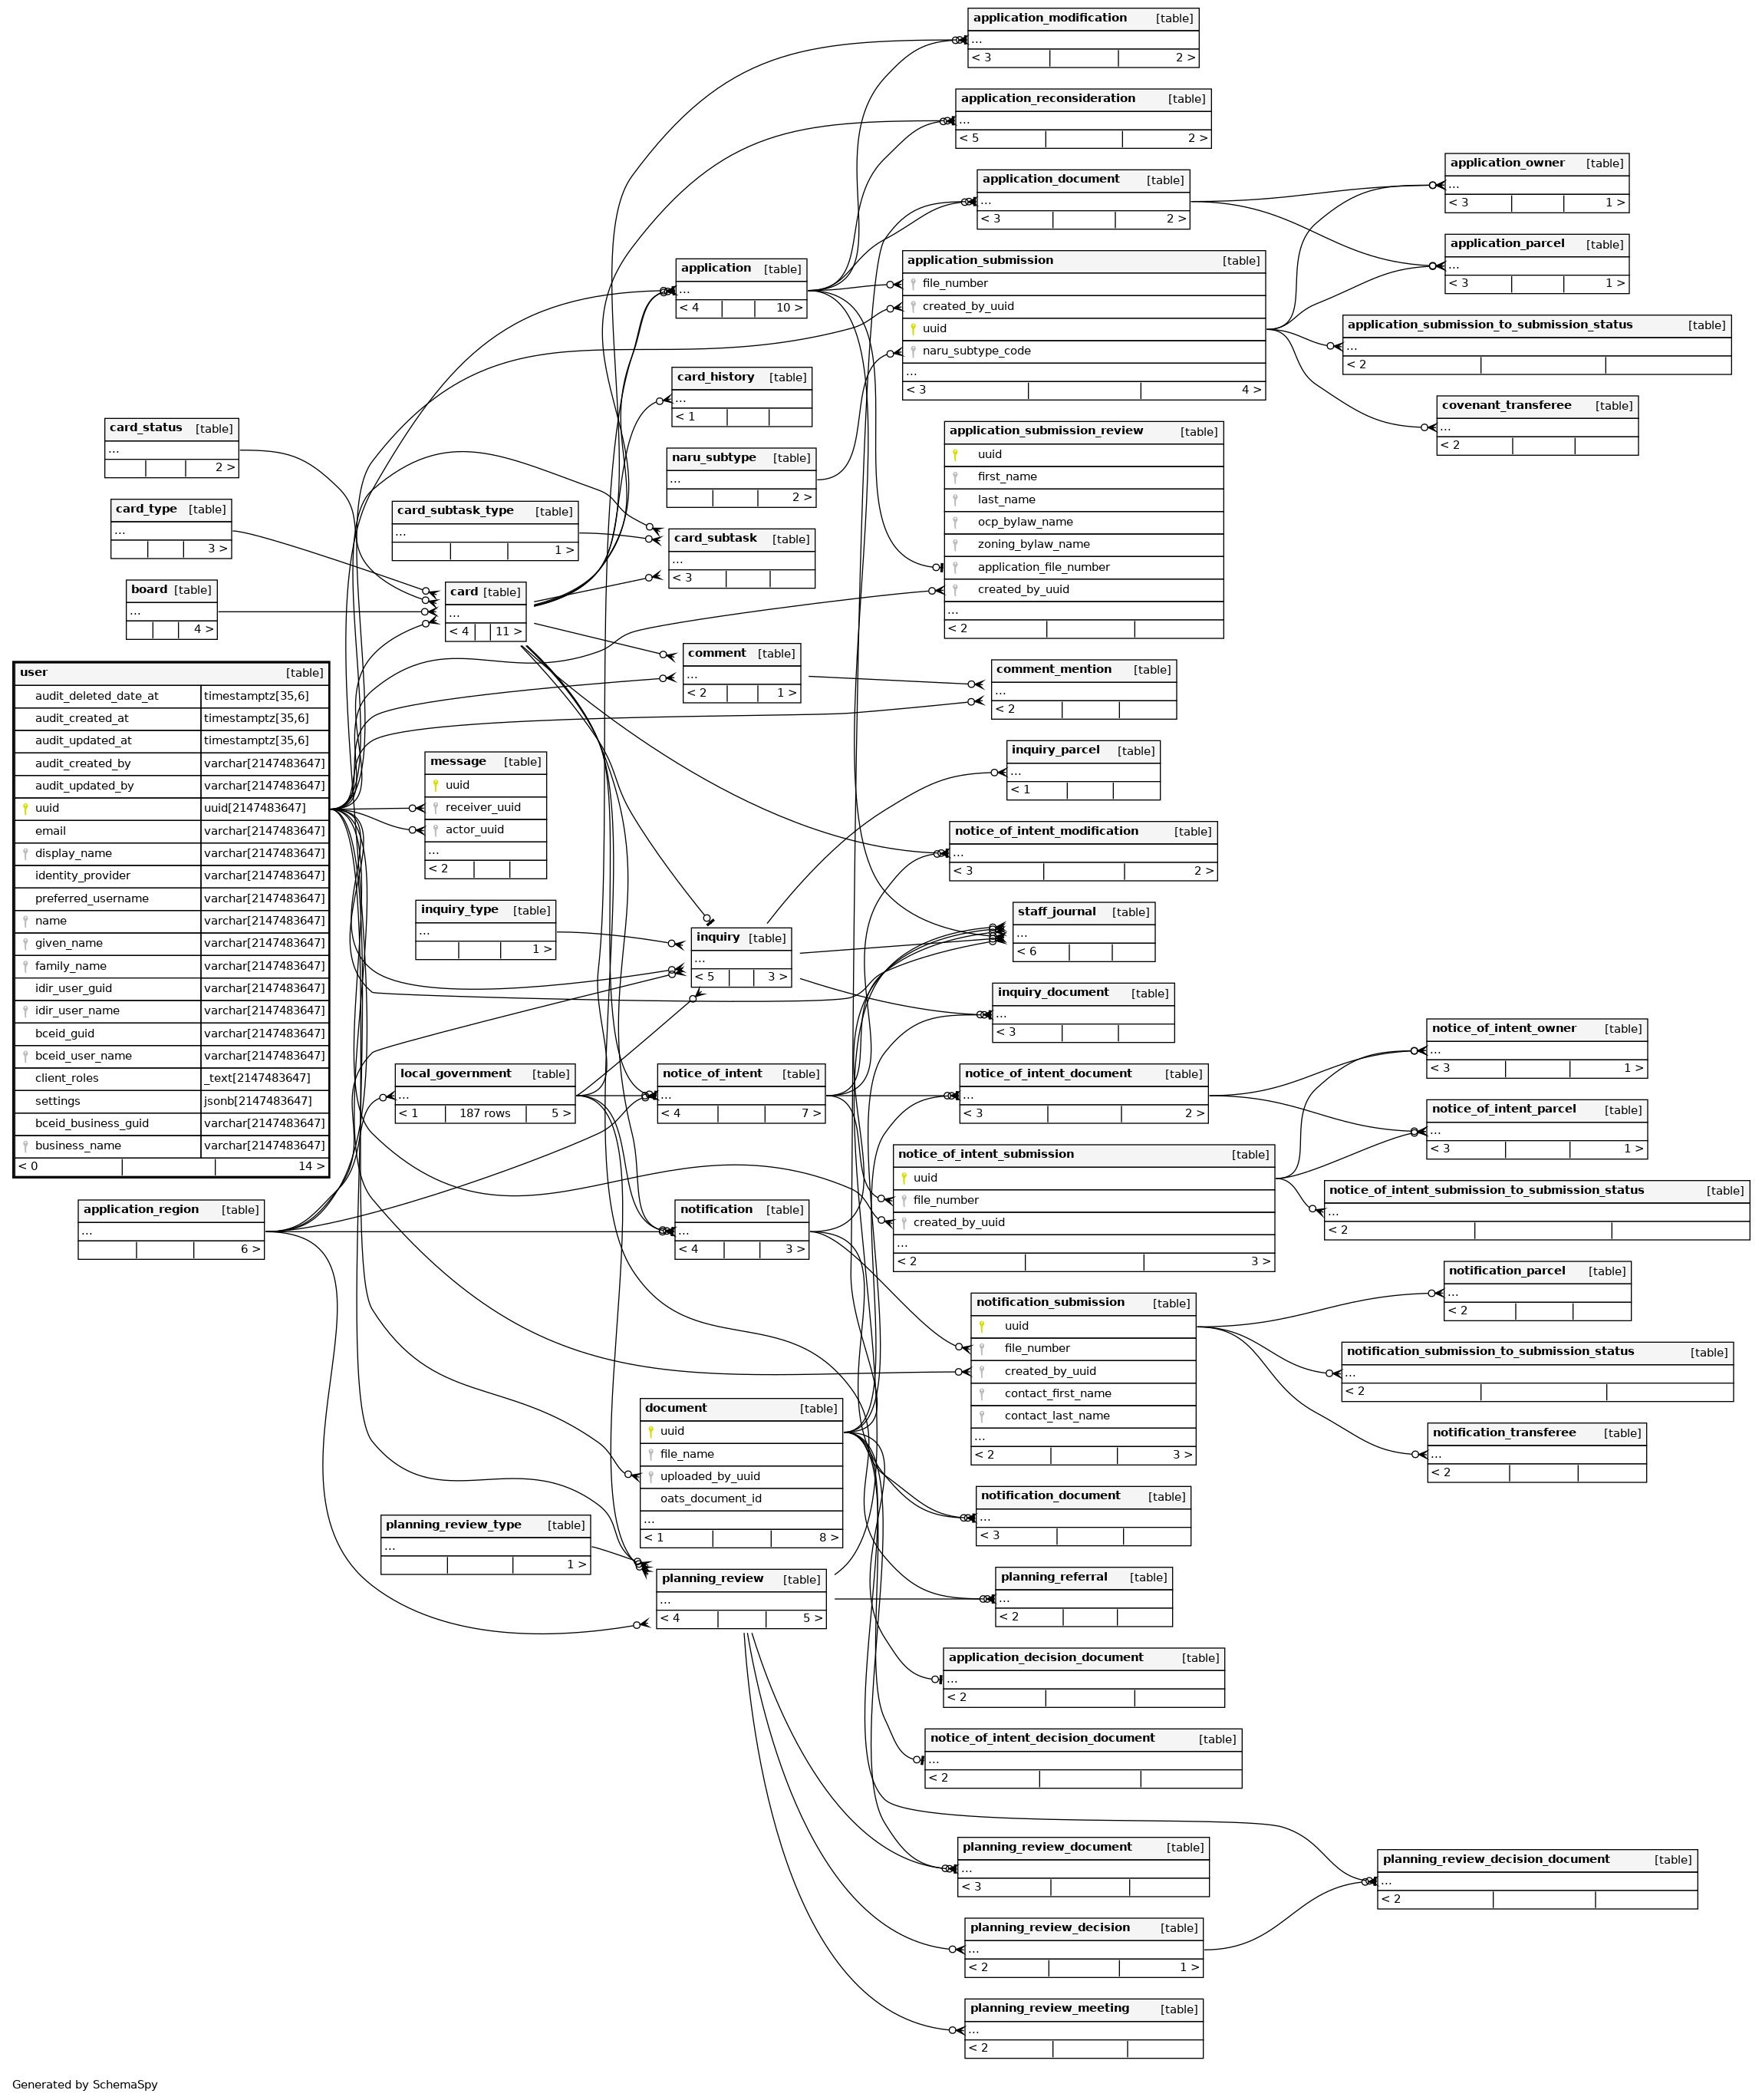 application_modification [table]
...
< 3 2 >
application_reconsideration [table]
...
< 5 2 >
application_document [table]
...
< 3 2 >
application_owner [table]
...
< 3 1 >
application_parcel [table]
...
< 3 1 >
application_submission [table]
file_number
created_by_uuid
uuid
naru_subtype_code
...
< 3 4 >
application [table]
...
< 4 10 >
application_submission_to_submission_status [table]
...
< 2
covenant_transferee [table]
...
< 2
card_history [table]
...
< 1
application_submission_review [table]
uuid
first_name
last_name
ocp_bylaw_name
zoning_bylaw_name
application_file_number
created_by_uuid
...
< 2
card_status [table]
...
2 >
naru_subtype [table]
...
2 >
card_type [table]
...
3 >
card_subtask_type [table]
...
1 >
card_subtask [table]
...
< 3
board [table]
...
4 >
card [table]
...
< 4 11 >
comment [table]
...
< 2 1 >
comment_mention [table]
...
< 2
user [table]
audit_deleted_date_at timestamptz[35,6]
audit_created_at timestamptz[35,6]
audit_updated_at timestamptz[35,6]
audit_created_by varchar[2147483647]
audit_updated_by varchar[2147483647]
uuid uuid[2147483647]
email varchar[2147483647]
display_name varchar[2147483647]
identity_provider varchar[2147483647]
preferred_username varchar[2147483647]
name varchar[2147483647]
given_name varchar[2147483647]
family_name varchar[2147483647]
idir_user_guid varchar[2147483647]
idir_user_name varchar[2147483647]
bceid_guid varchar[2147483647]
bceid_user_name varchar[2147483647]
client_roles _text[2147483647]
settings jsonb[2147483647]
bceid_business_guid varchar[2147483647]
business_name varchar[2147483647]
< 0 14 >
message [table]
uuid
receiver_uuid
actor_uuid
...
< 2
inquiry_parcel [table]
...
< 1
notice_of_intent_modification [table]
...
< 3 2 >
inquiry_type [table]
...
1 >
inquiry [table]
...
< 5 3 >
staff_journal [table]
...
< 6
inquiry_document [table]
...
< 3
local_government [table]
...
< 1 187 rows 5 >
notice_of_intent [table]
...
< 4 7 >
notice_of_intent_document [table]
...
< 3 2 >
notice_of_intent_owner [table]
...
< 3 1 >
notice_of_intent_parcel [table]
...
< 3 1 >
notice_of_intent_submission [table]
uuid
file_number
created_by_uuid
...
< 2 3 >
notice_of_intent_submission_to_submission_status [table]
...
< 2
application_region [table]
...
6 >
notification [table]
...
< 4 3 >
notification_parcel [table]
...
< 2
notification_submission [table]
uuid
file_number
created_by_uuid
contact_first_name
contact_last_name
...
< 2 3 >
notification_submission_to_submission_status [table]
...
< 2
notification_transferee [table]
...
< 2
document [table]
uuid
file_name
uploaded_by_uuid
oats_document_id
...
< 1 8 >
notification_document [table]
...
< 3
planning_review_type [table]
...
1 >
planning_review [table]
...
< 4 5 >
planning_referral [table]
...
< 2
application_decision_document [table]
...
< 2
notice_of_intent_decision_document [table]
...
< 2
planning_review_document [table]
...
< 3
planning_review_decision_document [table]
...
< 2
planning_review_decision [table]
...
< 2 1 >
planning_review_meeting [table]
...
< 2
Generated by SchemaSpy